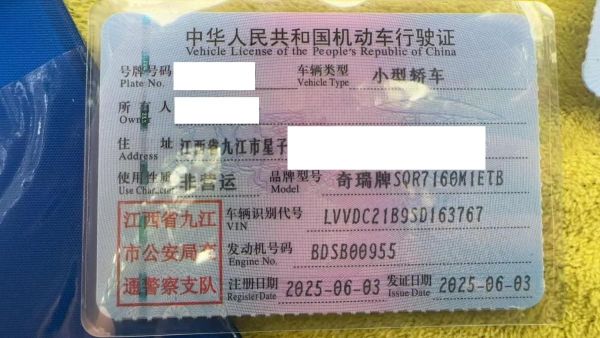 中华人民共和国机动车行驶证
Vehicle License of the People's Republic of China
号牌号码 车辆类型 小型轿车
Plate No. Vehicle Type
所有人
Owner
住址 江西省九江市星子
Address
使用性质 非营运 品牌型号 奇瑞牌SQR7160M1ETB
Use Character Model
江西省九江
市公安局交
通警察支队
车辆识别代号 LVVDC21B9SD163767
VIN
发动机号码 BDSB00955
Engine No.
注册日期 2025-06-03 发证日期 2025-06-03
Register Date Issue Date